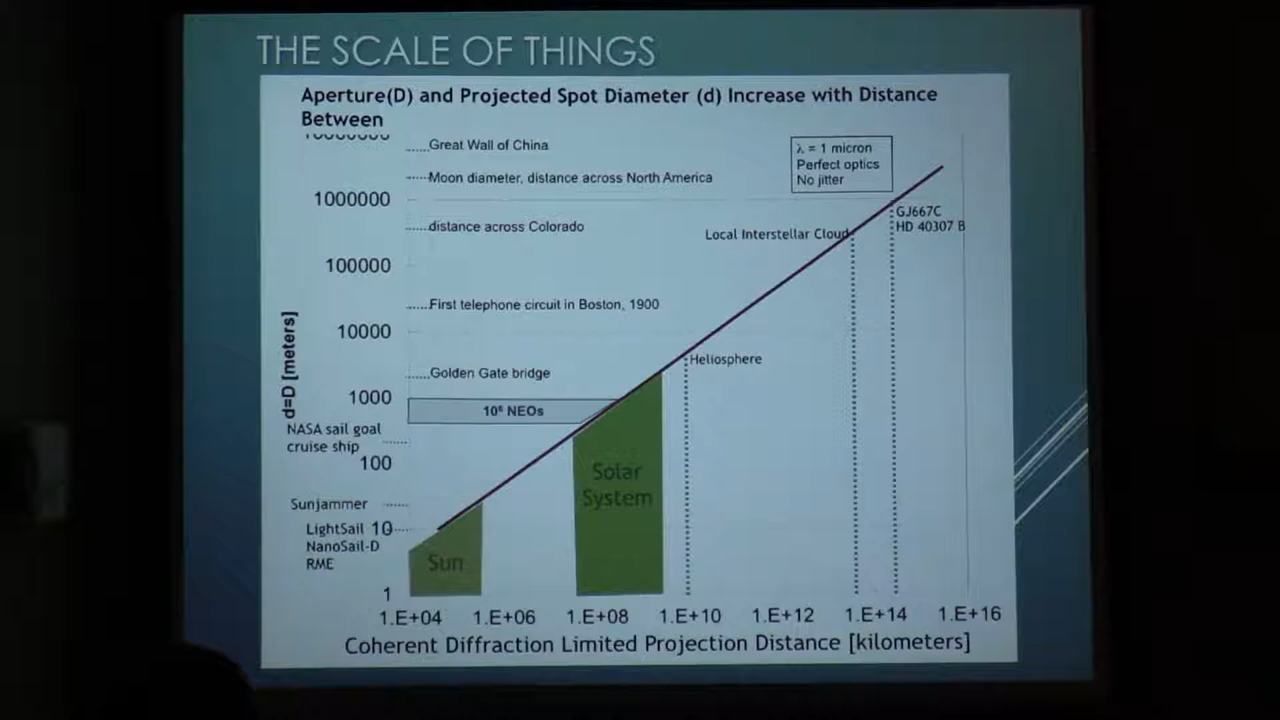 THE SCALE OF THINGS
Aperture(D) and Projected Spot Diameter (d) Increase with Distance
Between
10000000
Great Wall of China
λ = 1 micron
Perfect optics
No jitter
Moon diameter, distance across North America
1000000
GJ667C
HD 40307 B
distance across Colorado
Local Interstellar Cloud
100000
First telephone circuit in Boston, 1900
10000
d=D [meters]
Heliosphere
Golden Gate bridge
1000
10⁶ NEOs
NASA sail goal
cruise ship
100
Solar
System
Sunjammer
LightSail 10
NanoSail-D
RME
Sun
1
1.E+04 1.E+06 1.E+08 1.E+10 1.E+12 1.E+14 1.E+16
Coherent Diffraction Limited Projection Distance [kilometers]